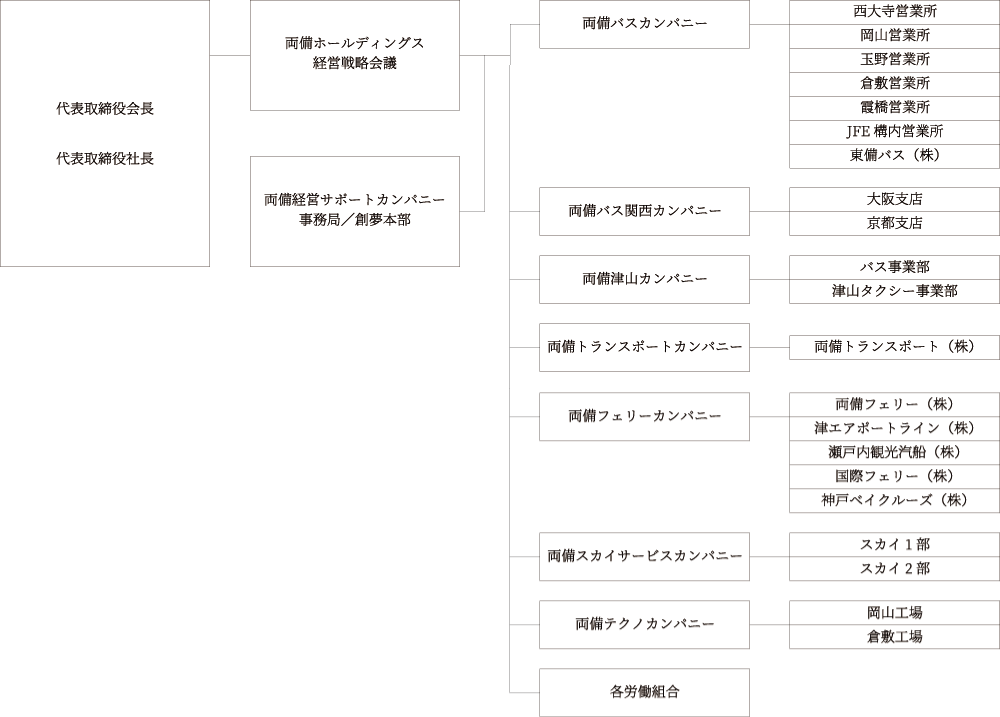 代表取締役会長
代表取締役社長
両備ホールディングス
経営戦略会議
両備経営サポートカンパニー
事務局／創夢本部
両備バスカンパニー
西大寺営業所
岡山営業所
玉野営業所
倉敷営業所
霞橋営業所
JFE 構内営業所
東備バス（株）
両備バス関西カンパニー
大阪支店
京都支店
両備津山カンパニー
バス事業部
津山タクシー事業部
両備トランスポートカンパニー
両備トランスポート（株）
両備フェリーカンパニー
両備フェリー（株）
津エアポートライン（株）
瀬戸内観光汽船（株）
国際フェリー（株）
神戸ベイクルーズ（株）
両備スカイサービスカンパニー
スカイ 1 部
スカイ 2 部
両備テクノカンパニー
岡山工場
倉敷工場
各労働組合